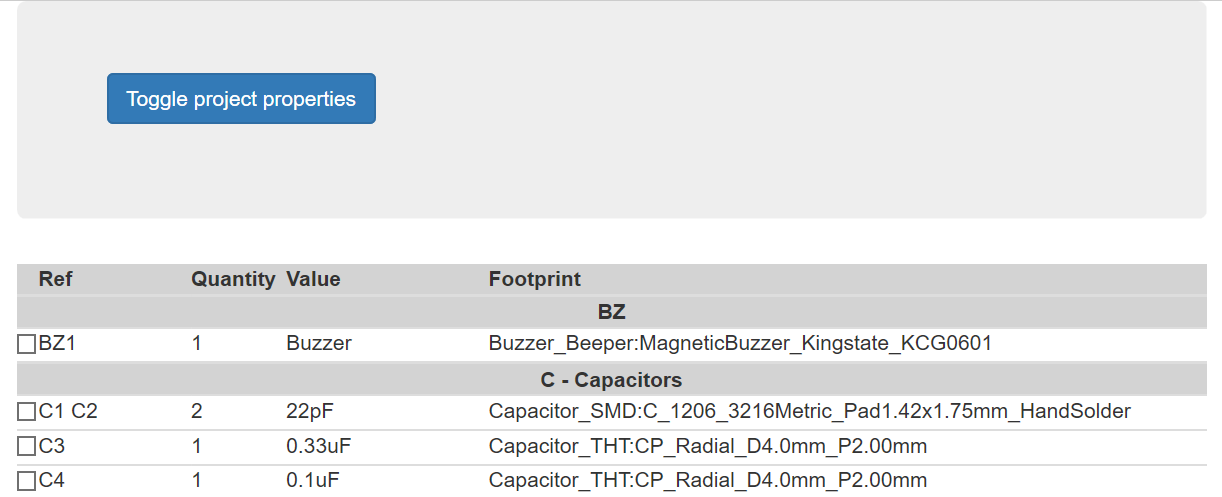 Toggle project properties
Ref Quantity Value Footprint
BZ
BZ1 1 Buzzer Buzzer_Beeper:MagneticBuzzer_Kingstate_KCG0601
C - Capacitors
C1 C2 2 22pF Capacitor_SMD:C_1206_3216Metric_Pad1.42x1.75mm_HandSolder
C3 1 0.33uF Capacitor_THT:CP_Radial_D4.0mm_P2.00mm
C4 1 0.1uF Capacitor_THT:CP_Radial_D4.0mm_P2.00mm